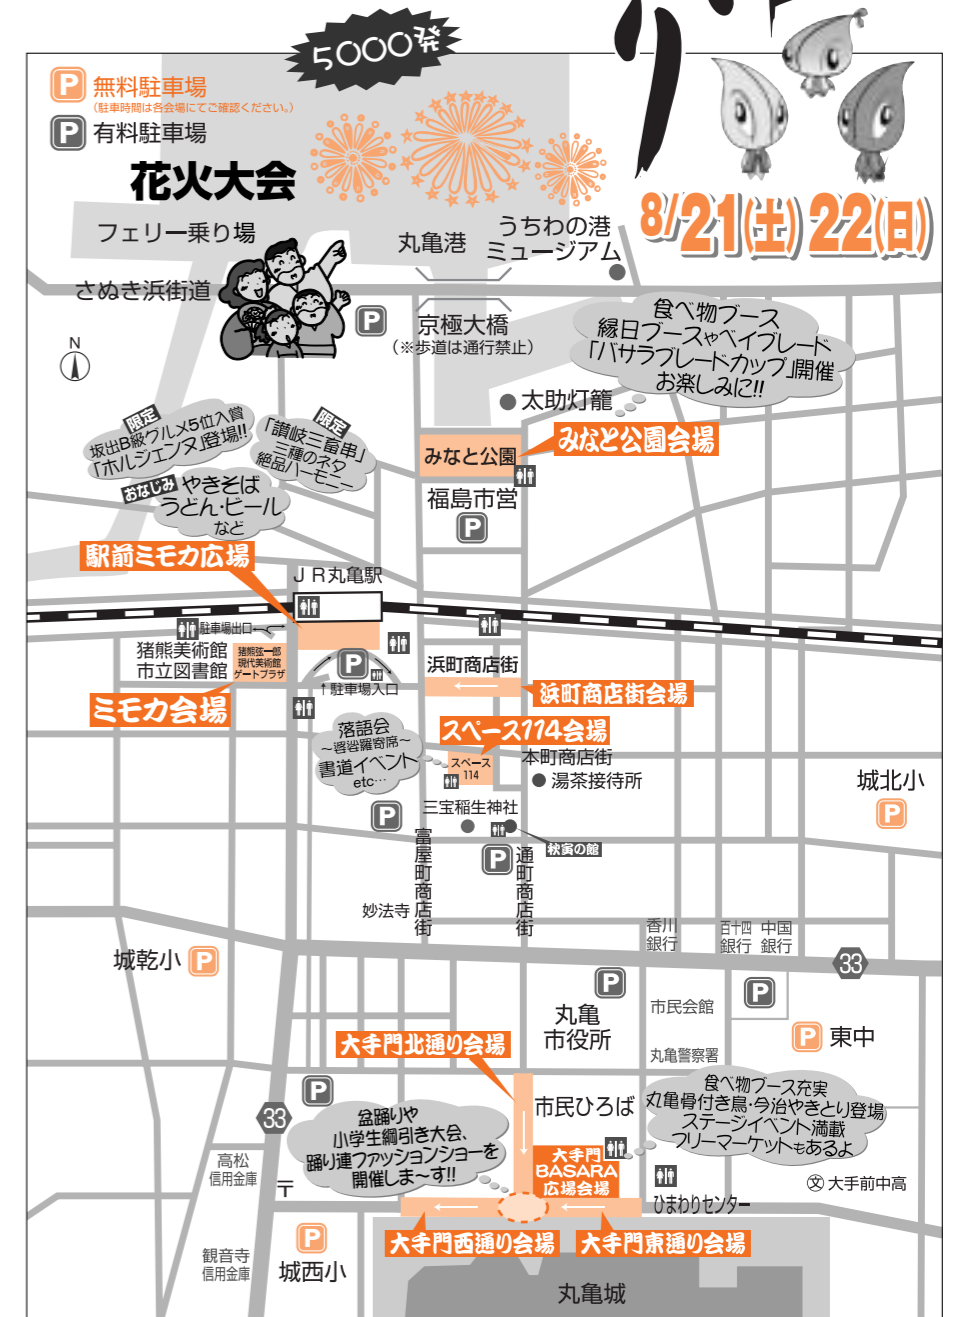 5000発
P 無料駐車場
(駐車時間は各会場にてご確認ください。)
P 有料駐車場
花火大会
8/21(土) 22(日)
フェリー乗り場
丸亀港
うちわの港
ミュージアム
さぬき浜街道
P
京極大橋
(※歩道は通行禁止)
N
食べ物ブース
縁日ブースやベイブレード
「バサラブレードカップ」開催
お楽しみに!!
太助灯籠
みなと公園会場
みなと公園
限定
坂出B級グルメ5位入賞
「ホルジェンヌ」登場!!
限定
「讃岐三畜串」
三種のネタ
絶品ハーモニー
おなじみ やきそば
うどん・ビール
など
福島市営
P
駅前ミモカ広場
JR丸亀駅
駐車場出口
猪熊美術館
市立図書館
猪熊弦一郎
現代美術館
ゲートプラザ
P
↑駐車場入口
浜町商店街
ミモカ会場
浜町商店街会場
スペース114会場
落語会
~婆娑羅寄席~
書道イベント
etc…
スペース
114
本町商店街
湯茶接待所
城北小
P
P
三宝稲生神社
秋寅の館
P
富屋町商店街
通町商店街
妙法寺
香川
銀行
百十四
銀行
中国
銀行
33
城乾小 P
P
丸亀
市役所
市民会館
P
P 東中
丸亀警察署
大手門北通り会場
P
33
盆踊りや
小学生綱引き大会、
踊り連ファッションショーを
開催しま~す!!
市民ひろば
食べ物ブース充実
丸亀骨付き鳥・今治やきとり登場
ステージイベント満載
フリーマーケットもあるよ
大手門
BASARA
広場会場
高松
信用金庫
〒
ひまわりセンター
文 大手前中高
P
城西小
観音寺
信用金庫
大手門西通り会場
大手門東通り会場
丸亀城